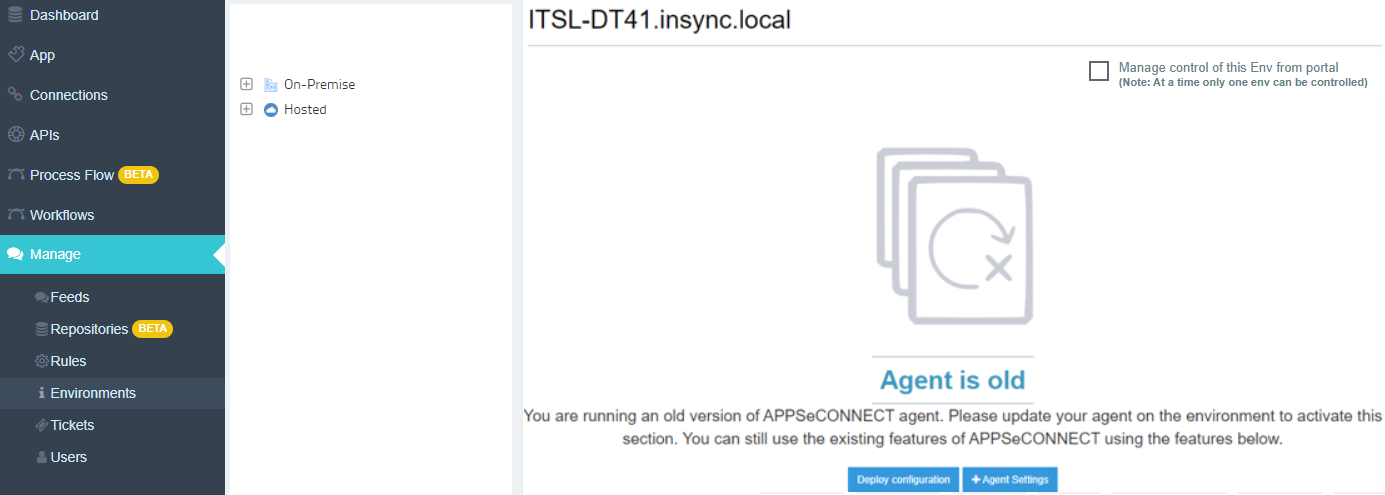 Dashboard
App
Connections
APIs
Process Flow BETA
Workflows
Manage
Feeds
Repositories BETA
Rules
Environments
Tickets
Users
On-Premise
Hosted
ITSL-DT41.insync.local
Manage control of this Env from portal
(Note: At a time only one env can be controlled)
Agent is old
You are running an old version of APPSeCONNECT agent. Please update your agent on the environment to activate this
section. You can still use the existing features of APPSeCONNECT using the features below.
Deploy configuration
+ Agent Settings